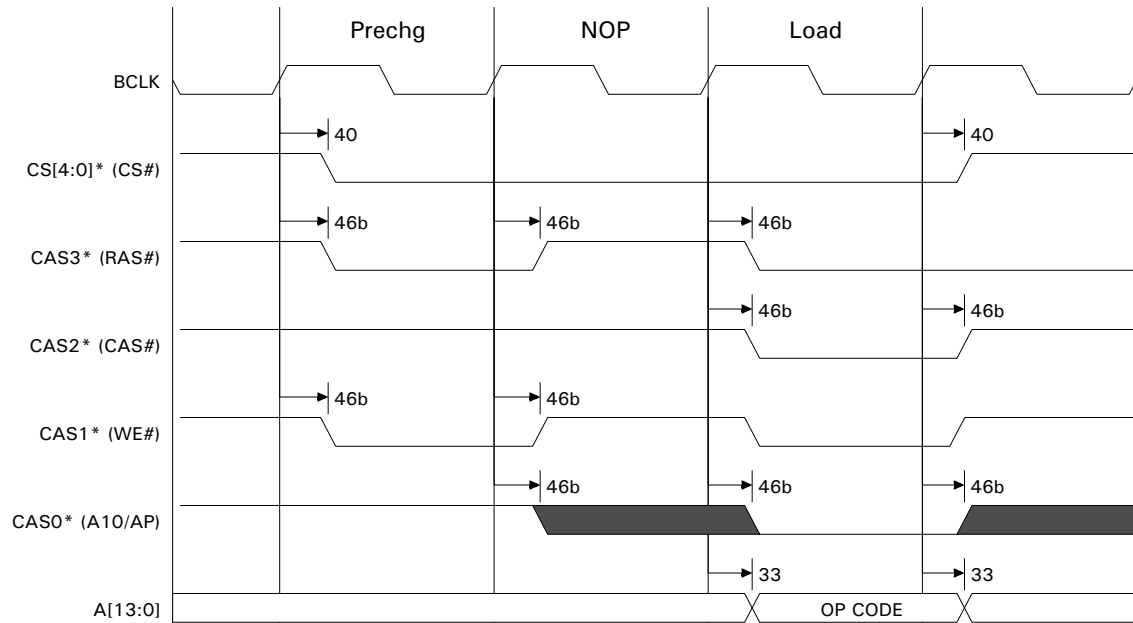 Prechg NOP Load
BCLK
40 40
CS[4:0]* (CS#)
46b 46b 46b
CAS3* (RAS#)
46b 46b
CAS2* (CAS#)
46b 46b
CAS1* (WE#)
46b 46b 46b
CAS0* (A10/AP)
33 33
A[13:0] OP CODE